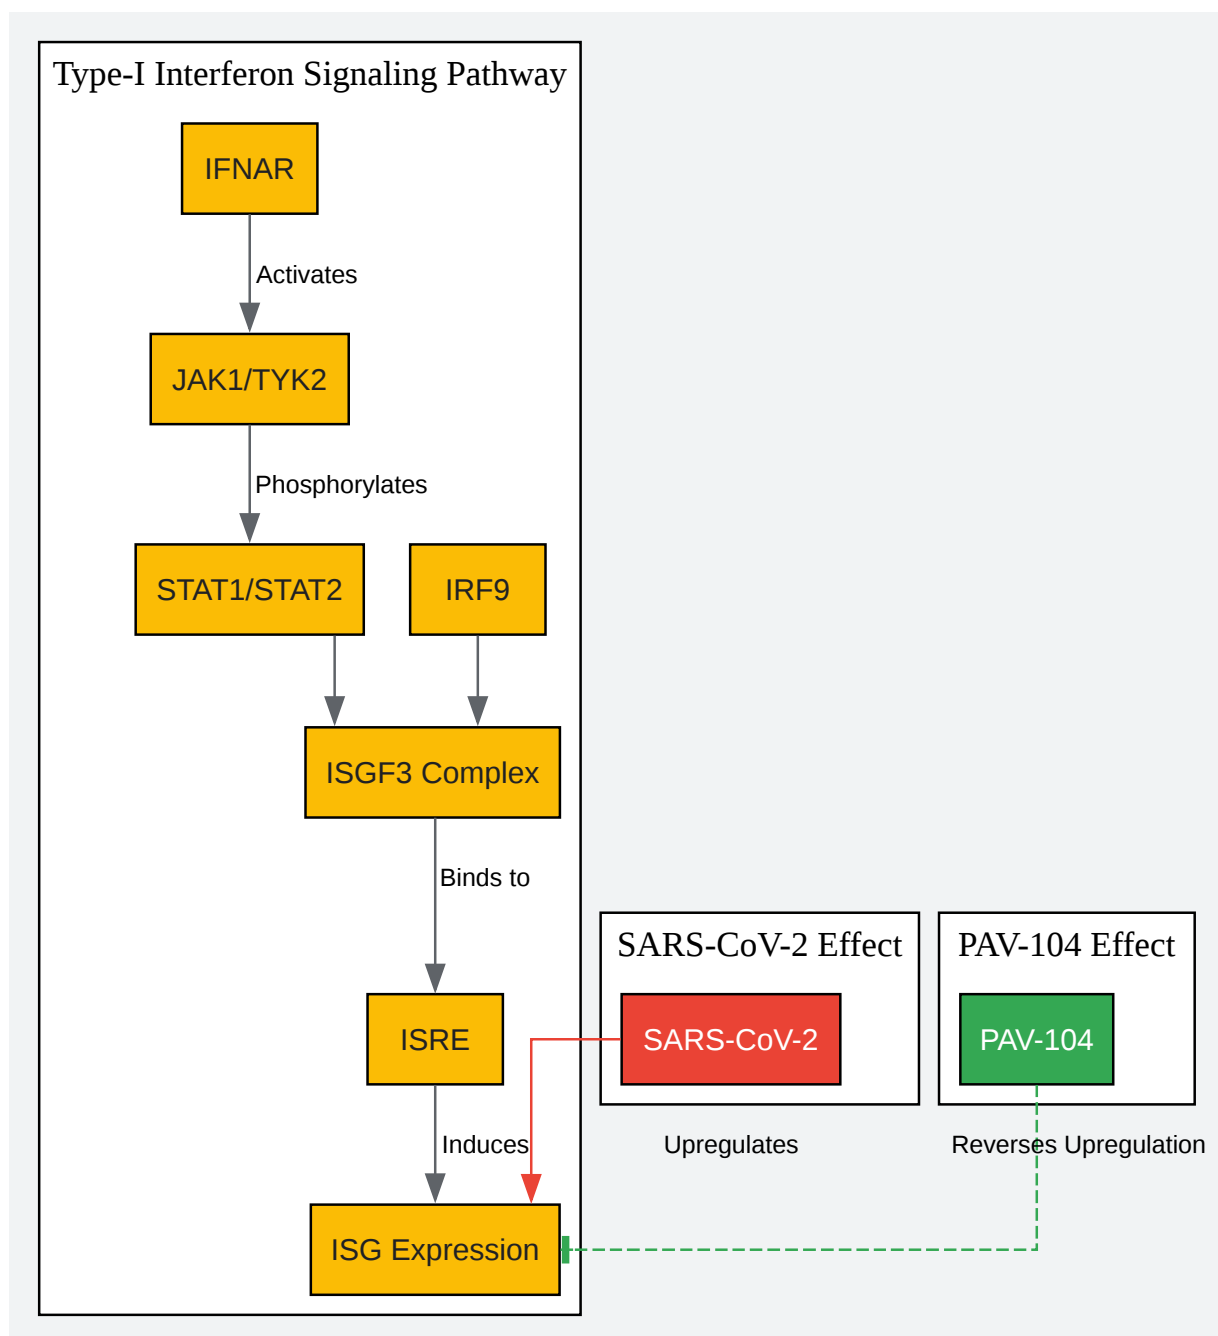 Type-I Interferon Signaling Pathway
IFNAR
Activates
JAK1/TYK2
Phosphorylates
STAT1/STAT2
IRF9
ISGF3 Complex
Binds to
SARS-CoV-2 Effect
PAV-104 Effect
ISRE
SARS-CoV-2
PAV-104
Induces
Upregulates
Reverses Upregulation
ISG Expression